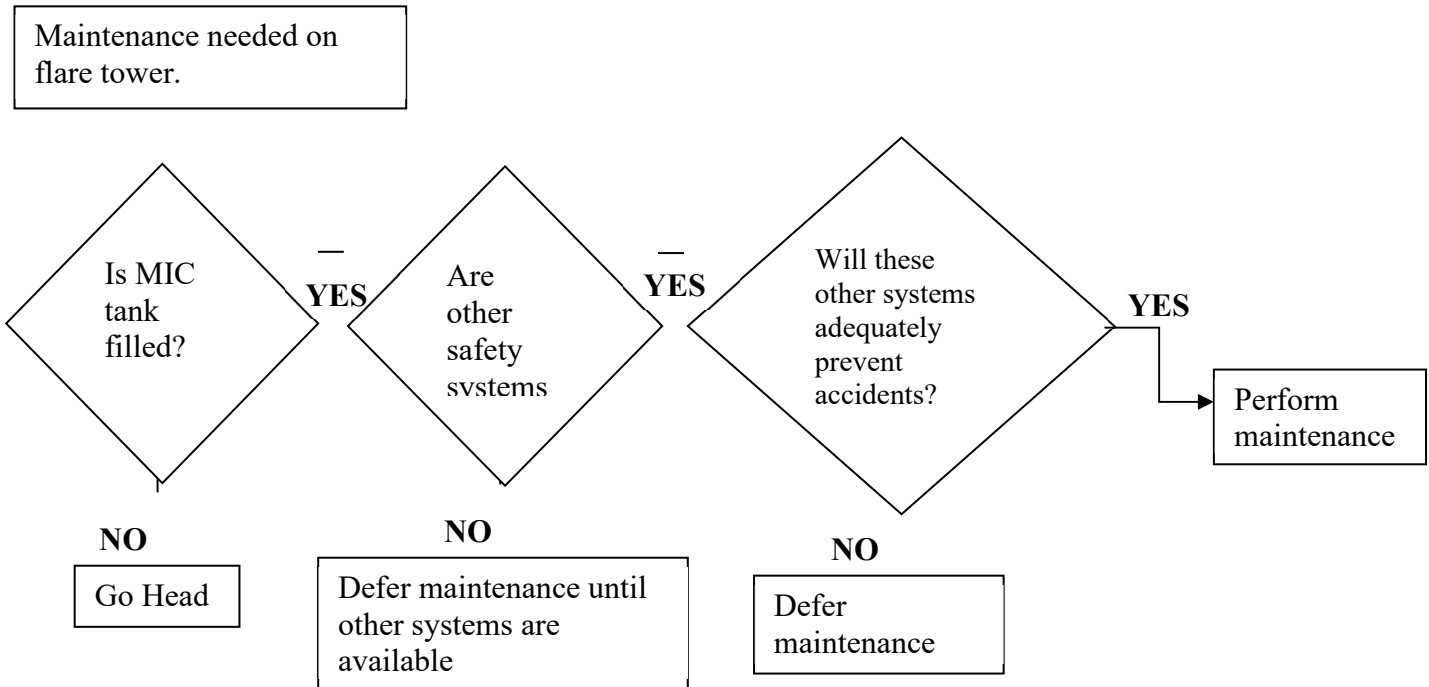 Maintenance needed on
flare tower.
Is MIC
tank
filled?
YES
Are
other
safety
systems
YES
Will these
other systems
adequately
prevent
accidents?
YES
Perform
maintenance
NO
Go Head
NO
Defer maintenance until
other systems are
available
NO
Defer
maintenance